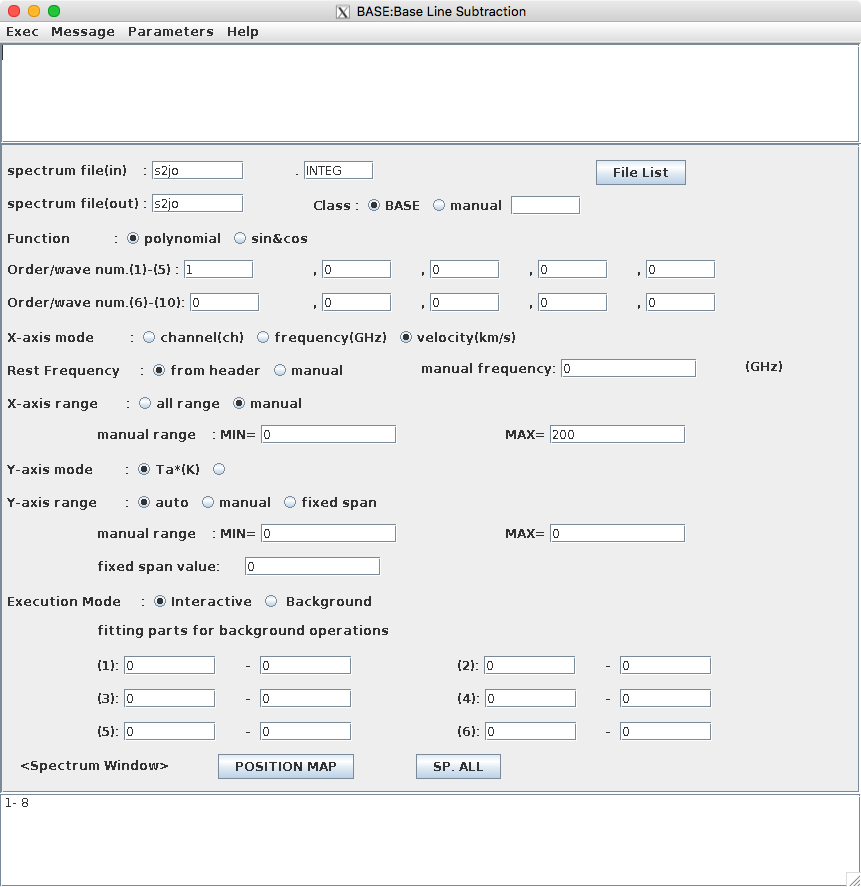 BASE:Base Line Subtraction
Exec Message Parameters Help
spectrum file(in) : s2jo . INTEG File List
spectrum file(out) : s2jo Class : BASE manual
Function : polynomial sin&cos
Order/wave num.(1)-(5) : 1 , 0 , 0 , 0 , 0
Order/wave num.(6)-(10): 0 , 0 , 0 , 0 , 0
X-axis mode : channel(ch) frequency(GHz) velocity(km/s)
Rest Frequency : from header manual manual frequency: 0 (GHz)
X-axis range : all range manual
manual range : MIN= 0 MAX= 200
Y-axis mode : Ta*(K)
Y-axis range : auto manual fixed span
manual range : MIN= 0 MAX= 0
fixed span value: 0
Execution Mode : Interactive Background
fitting parts for background operations
(1): 0 - 0 (2): 0 - 0
(3): 0 - 0 (4): 0 - 0
(5): 0 - 0 (6): 0 - 0
<Spectrum Window> POSITION MAP SP. ALL
1- 8